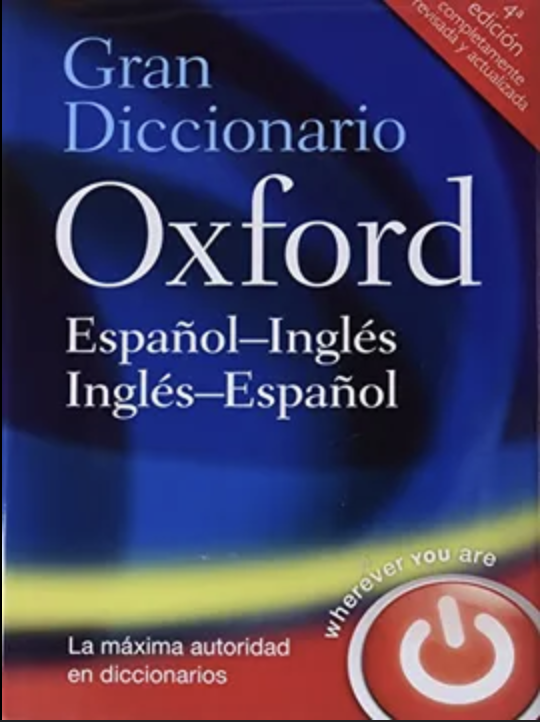 4ª
edición
completamente
revisada y actualizada
Gran
Diccionario
Oxford
Español–Inglés
Inglés–Español
wherever YOU are
La máxima autoridad
en diccionarios